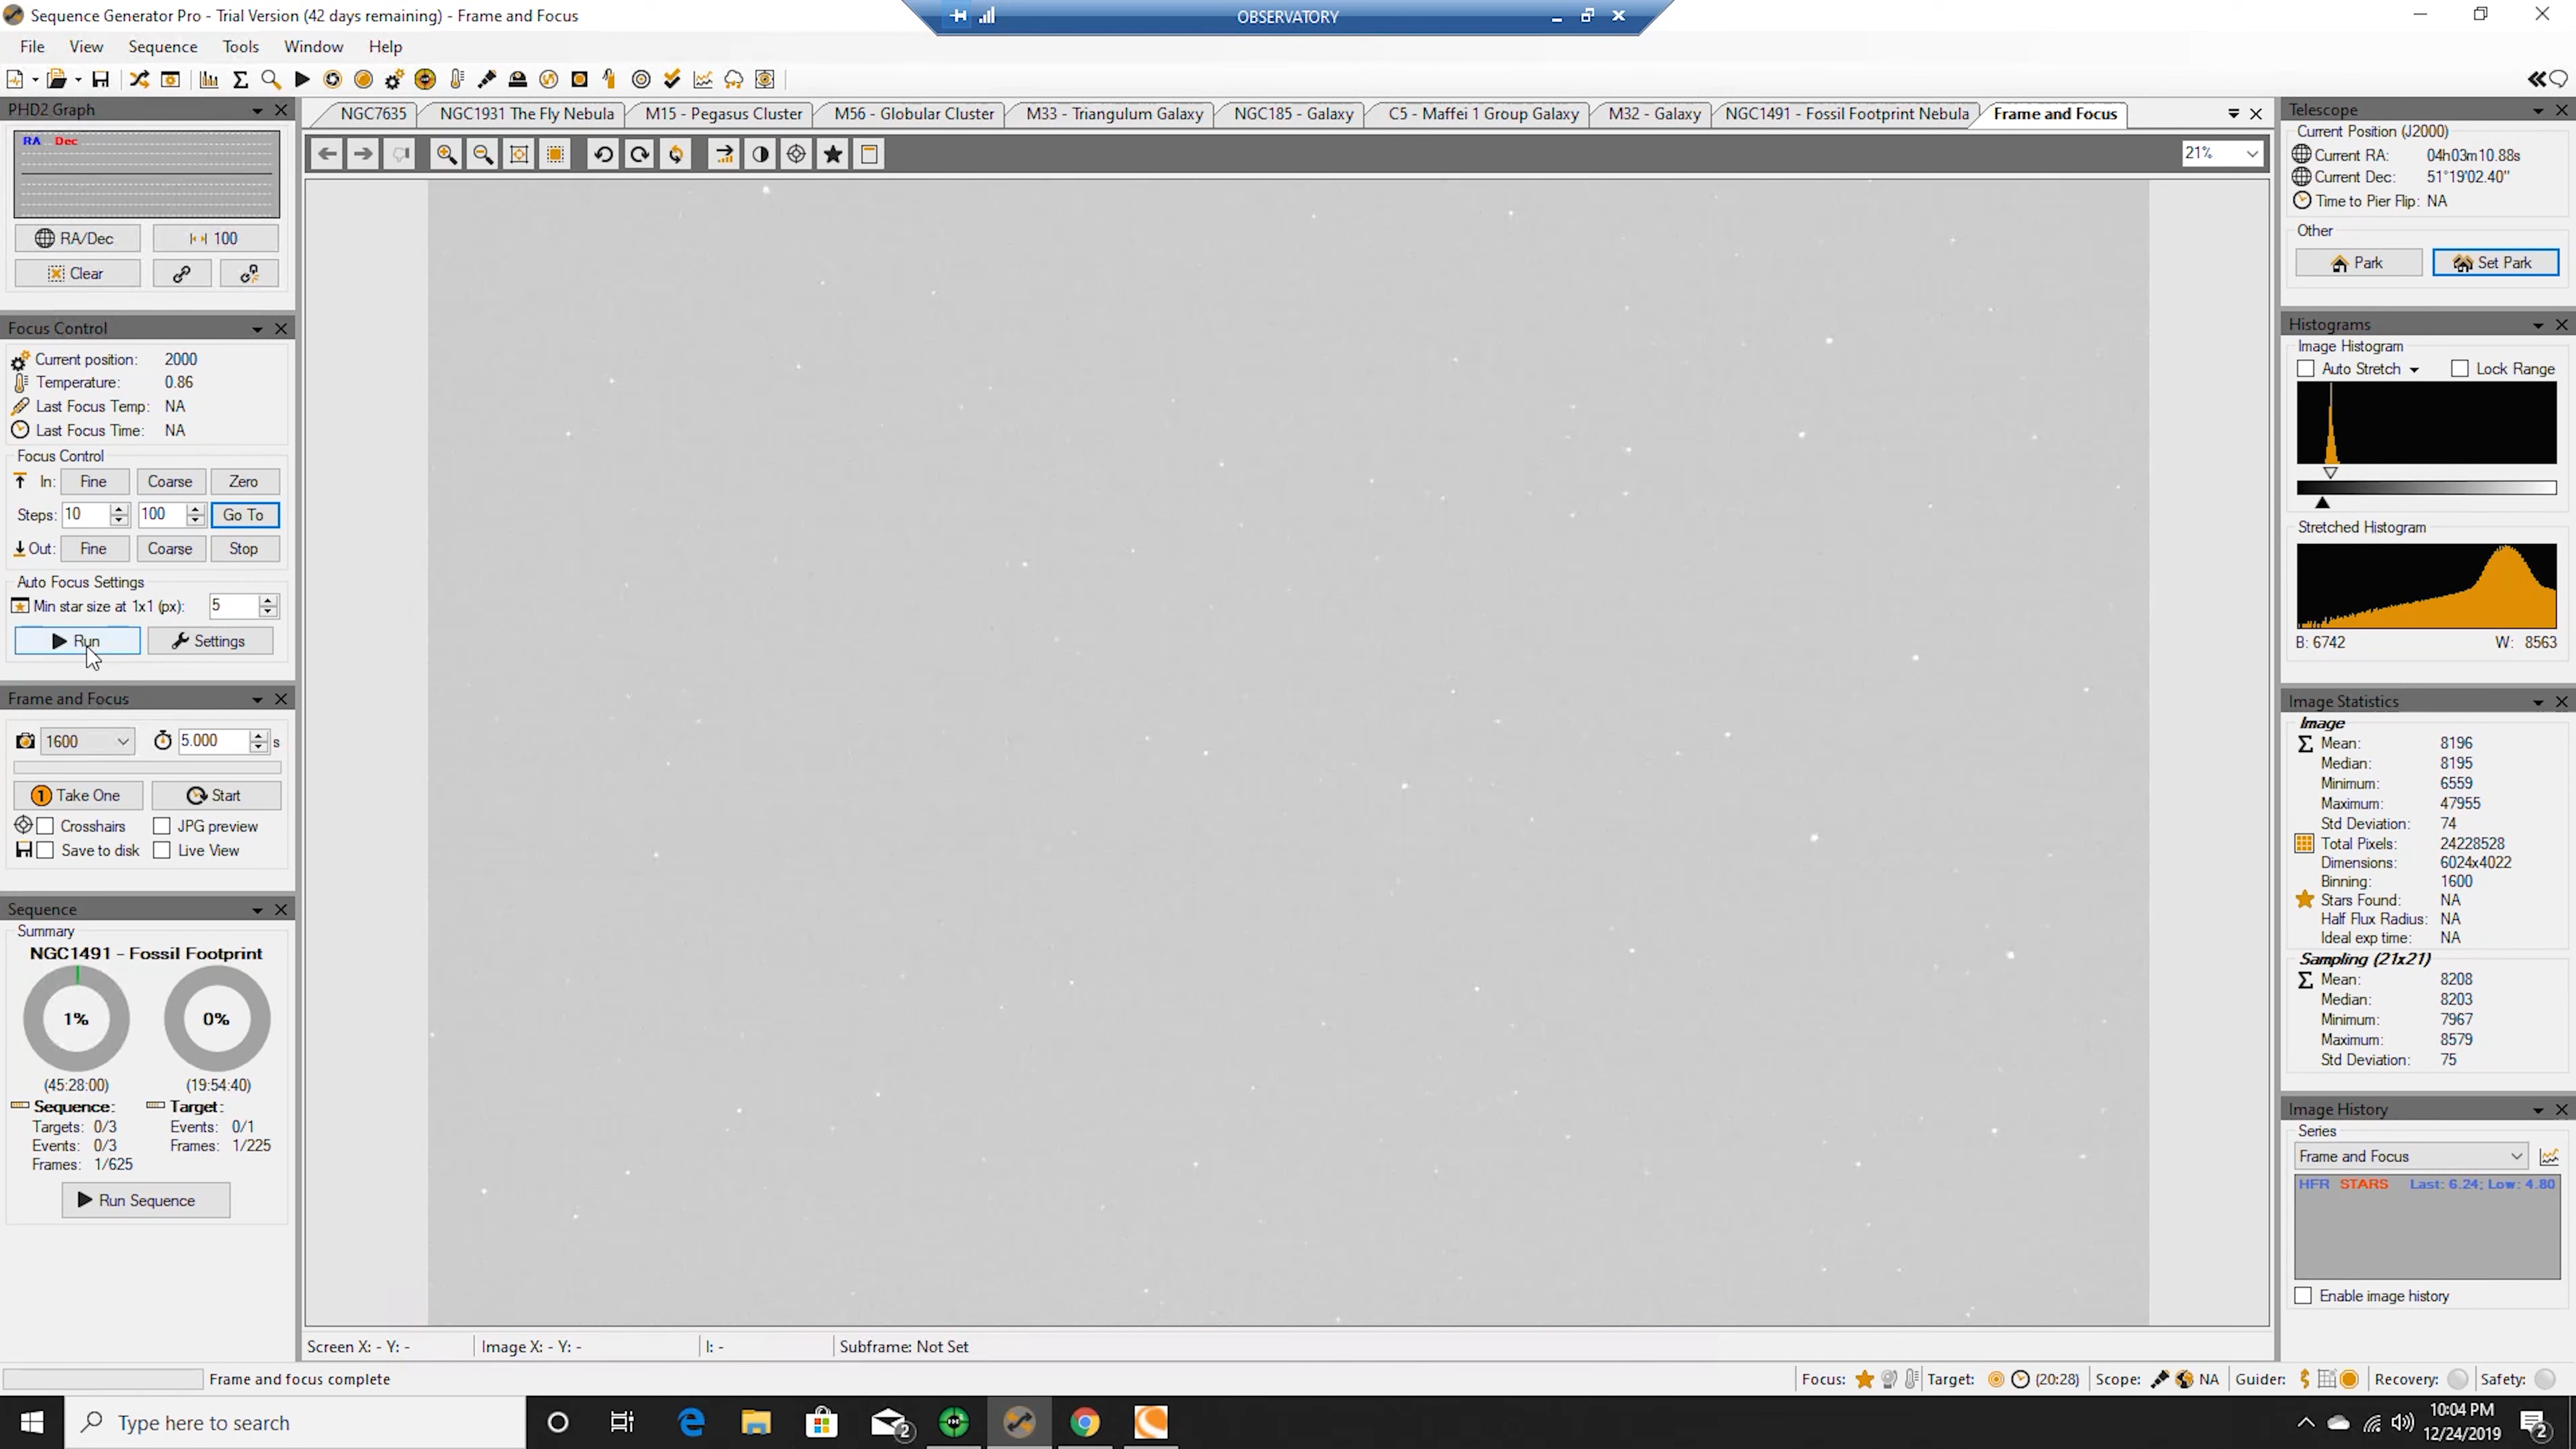 Sequence Generator Pro - Trial Version (42 days remaining) - Frame and Focus
OBSERVATORY
File View Sequence Tools Window Help
PHD2 Graph
RA Dec
RA/Dec
100
Clear
Focus Control
Current position: 2000
Temperature: 0.86
Last Focus Temp: NA
Last Focus Time: NA
Focus Control
In: Fine Coarse Zero
Steps: 10 100 Go To
Out: Fine Coarse Stop
Auto Focus Settings
Min star size at 1x1 (px): 5
Run Settings
Frame and Focus
1600 5.000 s
1 Take One Start
Crosshairs JPG preview
Save to disk Live View
Sequence
Summary
NGC1491 - Fossil Footprint
1% 0%
(45:28:00) (19:54:40)
Sequence: Target:
Targets: 0/3 Events: 0/1
Events: 0/3 Frames: 1/225
Frames: 1/625
Run Sequence
NGC7635 NGC1931 The Fly Nebula M15 - Pegasus Cluster M56 - Globular Cluster M33 - Triangulum Galaxy NGC185 - Galaxy C5 - Maffei 1 Group Galaxy M32 - Galaxy NGC1491 - Fossil Footprint Nebula Frame and Focus
21%
Screen X: - Y: - Image X: - Y: - I: - Subframe: Not Set
Telescope
Current Position (J2000)
Current RA: 04h03m10.88s
Current Dec: 51°19'02.40"
Time to Pier Flip: NA
Other
Park Set Park
Histograms
Image Histogram
Auto Stretch Lock Range
Stretched Histogram
B: 6742 W: 8563
Image Statistics
Image
Σ Mean: 8196
Median: 8195
Minimum: 6559
Maximum: 47955
Std Deviation: 74
Total Pixels: 24228528
Dimensions: 6024x4022
Binning: 1600
Stars Found: NA
Half Flux Radius: NA
Ideal exp time: NA
Sampling (21x21)
Σ Mean: 8208
Median: 8203
Minimum: 7967
Maximum: 8579
Std Deviation: 75
Image History
Series
Frame and Focus
HFR STARS Last: 6.24; Low: 4.80
Enable image history
Frame and focus complete
Focus: Target: (20:28) Scope: NA Guider: Recovery: Safety:
Type here to search
2
10:04 PM
12/24/2019
2